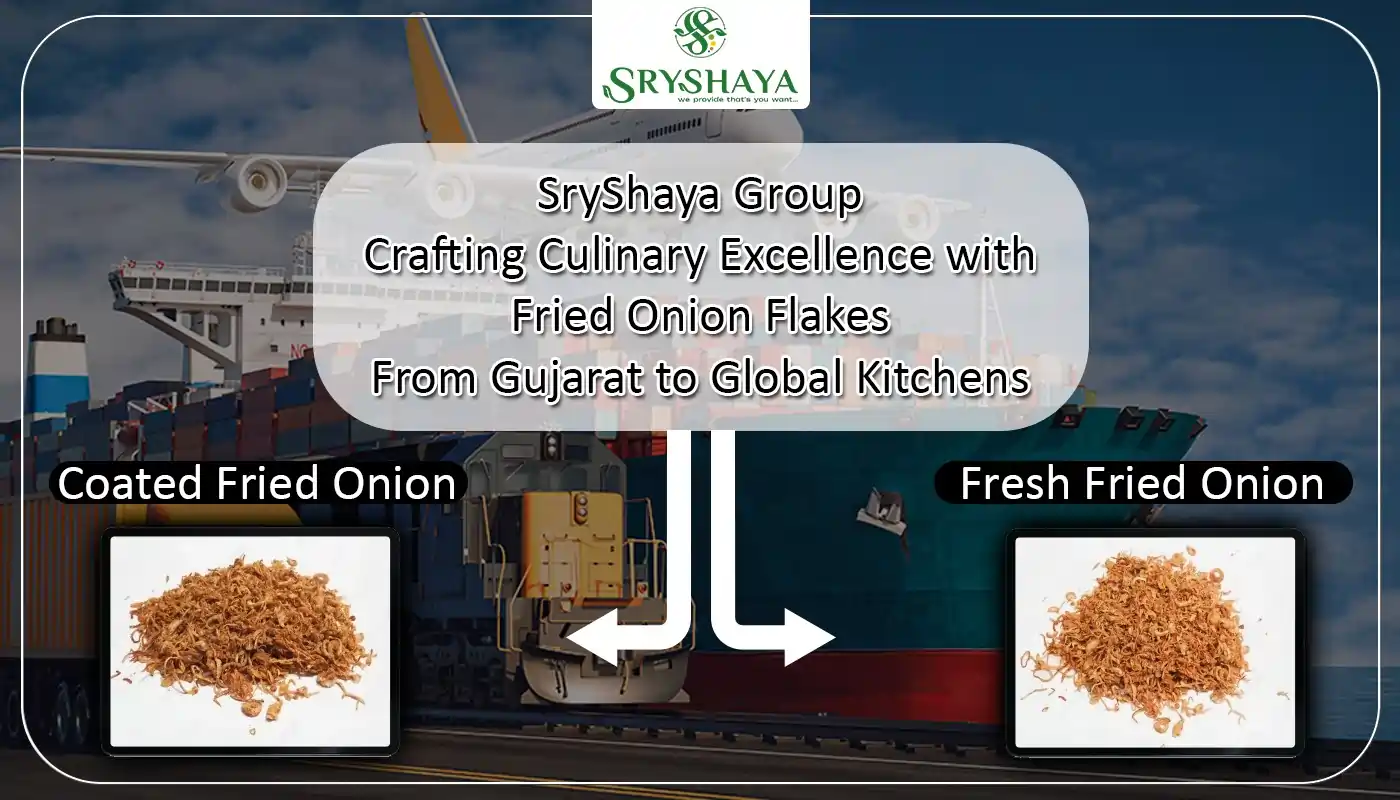 SRYSHAYA
we provide that's you want...
SryShaya Group
Crafting Culinary Excellence with
Fried Onion Flakes
From Gujarat to Global Kitchens
NO
Coated Fried Onion
Fresh Fried Onion